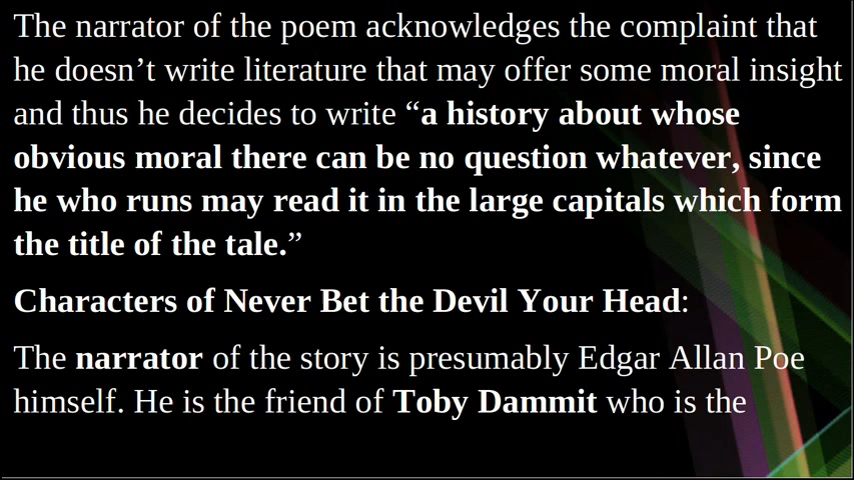 The narrator of the poem acknowledges the complaint that
he doesn’t write literature that may offer some moral insight
and thus he decides to write “a history about whose
obvious moral there can be no question whatever, since
he who runs may read it in the large capitals which form
the title of the tale.”
Characters of Never Bet the Devil Your Head:
The narrator of the story is presumably Edgar Allan Poe
himself. He is the friend of Toby Dammit who is the